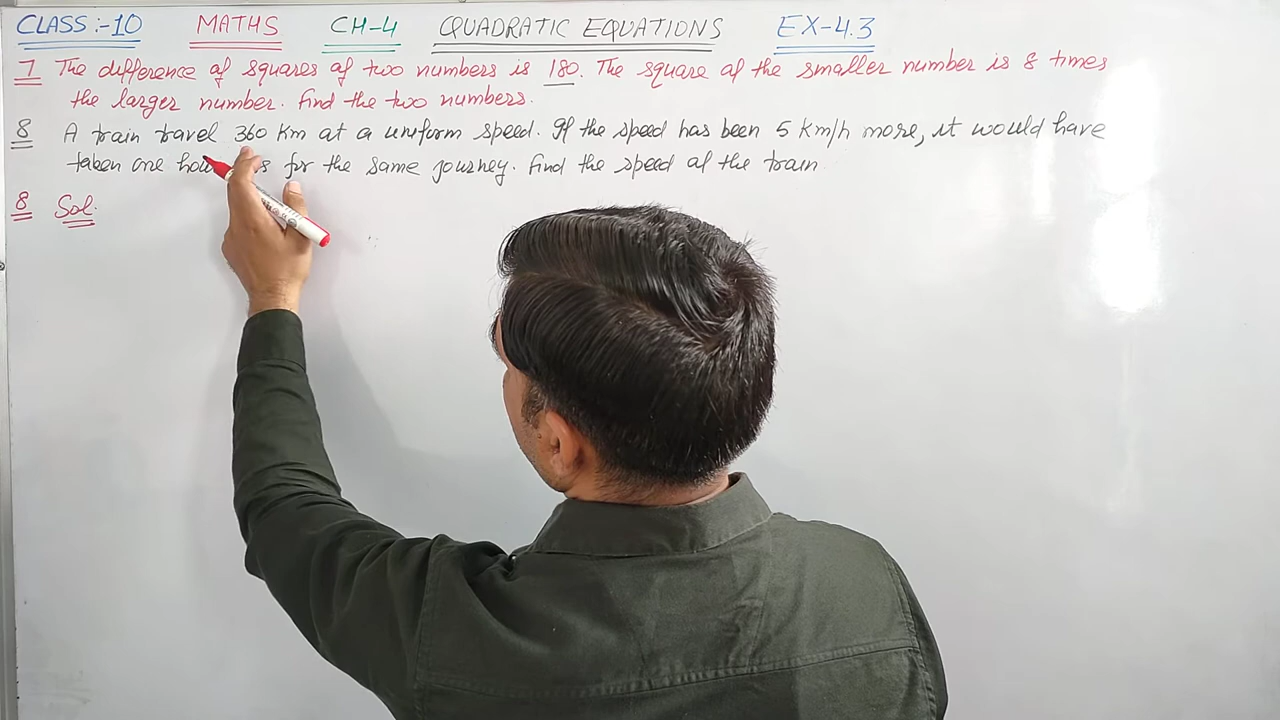 CLASS:-10 MATHS CH-4 QUADRATIC EQUATIONS EX-4.3
7 The difference of squares of two numbers is 180. The square of the smaller number is 8 times
the larger number. Find the two numbers.
8 A train travel 360 Km at a uniform speed. If the speed has been 5 km/h more, it would have
taken one for the same journey. Find the speed of the train.
8 Sol.